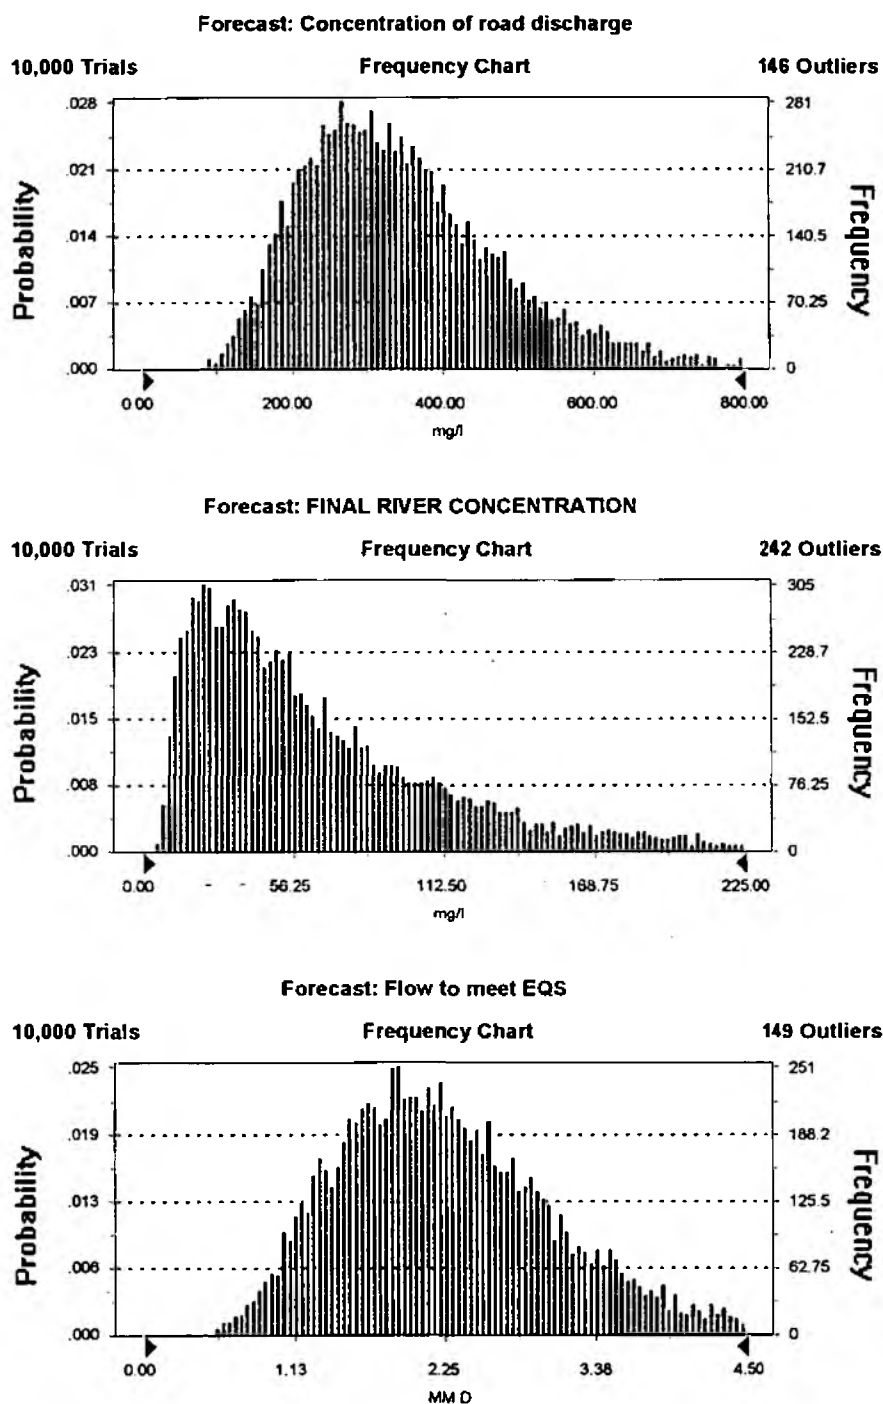 Forecast: Concentration of road discharge
10,000 Trials Frequency Chart 146 Outliers
.028 281
.021 210.7
.014 140.5
.007 70.25
.000 0
Probability
Frequency
0.00 200.00 400.00 600.00 800.00
mg/l
Forecast: FINAL RIVER CONCENTRATION
10,000 Trials Frequency Chart 242 Outliers
.031 305
.023 228.7
.015 152.5
.008 76.25
.000 0
Probability
Frequency
0.00 56.25 112.50 168.75 225.00
mg/l
Forecast: Flow to meet EQS
10,000 Trials Frequency Chart 149 Outliers
.025 251
.019 188.2
.013 125.5
.006 62.75
.000 0
Probability
Frequency
0.00 1.13 2.25 3.38 4.50
MM D